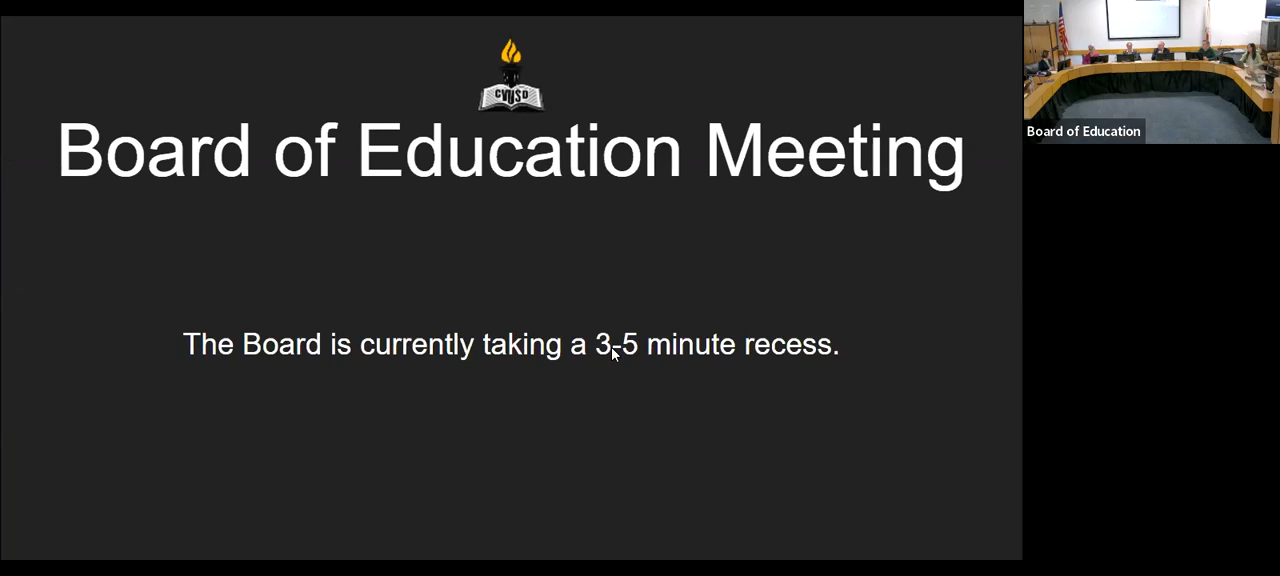 CVUSD
Board of Education Meeting
The Board is currently taking a 3-5 minute recess.
Board of Education